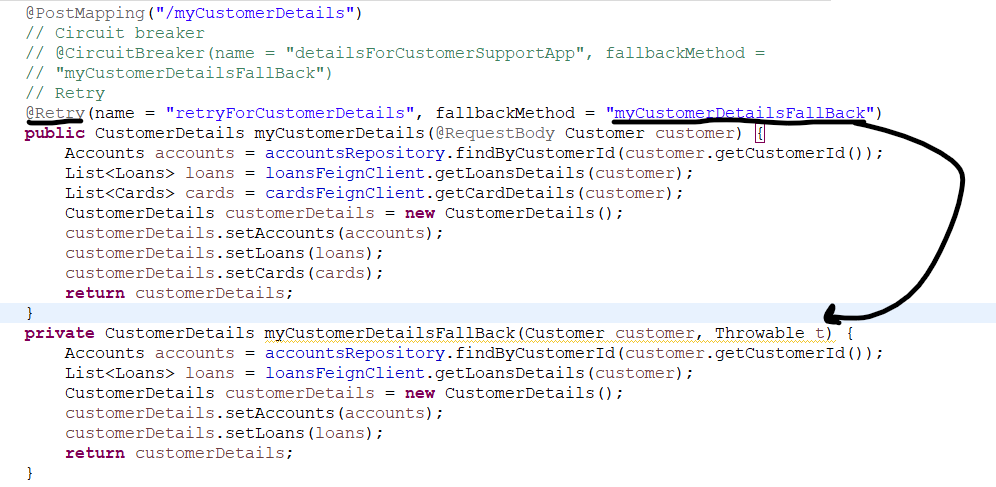 @PostMapping("/myCustomerDetails")
// Circuit breaker
// @CircuitBreaker(name = "detailsForCustomerSupportApp", fallbackMethod =
// "myCustomerDetailsFallBack")
// Retry
@Retry(name = "retryForCustomerDetails", fallbackMethod = "myCustomerDetailsFallBack")
public CustomerDetails myCustomerDetails(@RequestBody Customer customer) {
    Accounts accounts = accountsRepository.findByCustomerId(customer.getCustomerId());
    List<Loans> loans = loansFeignClient.getLoansDetails(customer);
    List<Cards> cards = cardsFeignClient.getCardDetails(customer);
    CustomerDetails customerDetails = new CustomerDetails();
    customerDetails.setAccounts(accounts);
    customerDetails.setLoans(loans);
    customerDetails.setCards(cards);
    return customerDetails;
}
private CustomerDetails myCustomerDetailsFallBack(Customer customer, Throwable t) {
    Accounts accounts = accountsRepository.findByCustomerId(customer.getCustomerId());
    List<Loans> loans = loansFeignClient.getLoansDetails(customer);
    CustomerDetails customerDetails = new CustomerDetails();
    customerDetails.setAccounts(accounts);
    customerDetails.setLoans(loans);
    return customerDetails;
}